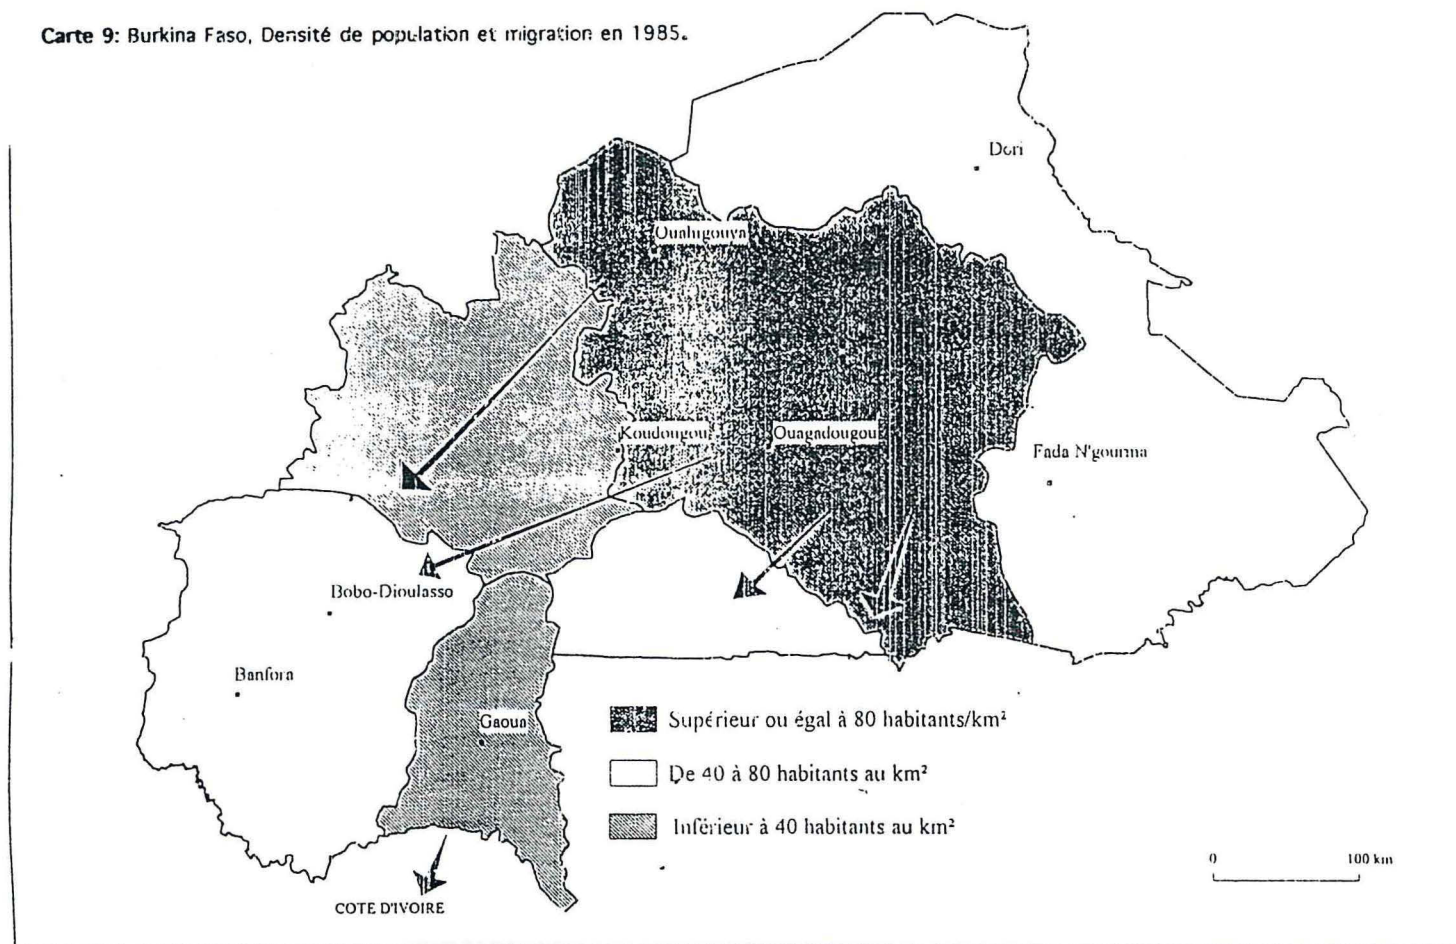 Carte 9: Burkina Faso, Densité de population et migration en 1985.
Dori
Ouahigouya
Koudougou
Ouagadougou
Fada N'gourma
Bobo-Dioulasso
Banfora
Gaoua
Supérieur ou égal à 80 habitants/km²
De 40 à 80 habitants au km²
Inférieur à 40 habitants au km²
0 100 km
COTE D'IVOIRE